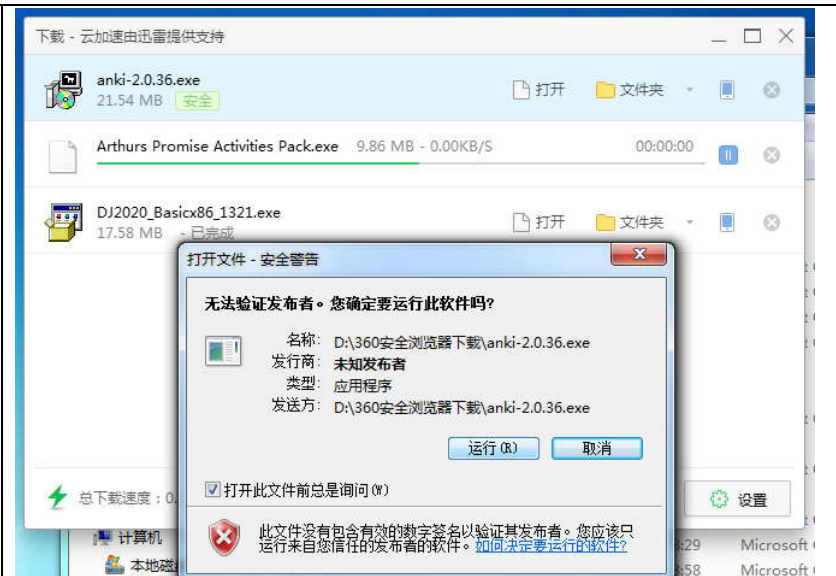 下载 - 云加速由迅雷提供支持
anki-2.0.36.exe
21.54 MB 安全
打开 文件夹
Arthurs Promise Activities Pack.exe 9.86 MB - 0.00KB/S 00:00:00
DJ2020_Basicx86_1321.exe
17.58 MB - 已完成
打开 文件夹
打开文件 - 安全警告
无法验证发布者。您确定要运行此软件吗?
名称: D:\360安全浏览器下载\anki-2.0.36.exe
发行商: 未知发布者
类型: 应用程序
发送方: D:\360安全浏览器下载\anki-2.0.36.exe
运行(R) 取消
打开此文件前总是询问(W)
此文件没有包含有效的数字签名以验证其发布者。您应该只
运行来自您信任的发布者的软件。如何决定要运行的软件?
总下载速度:0.
设置
计算机
本地磁
:29 Microsoft
:58 Microsoft